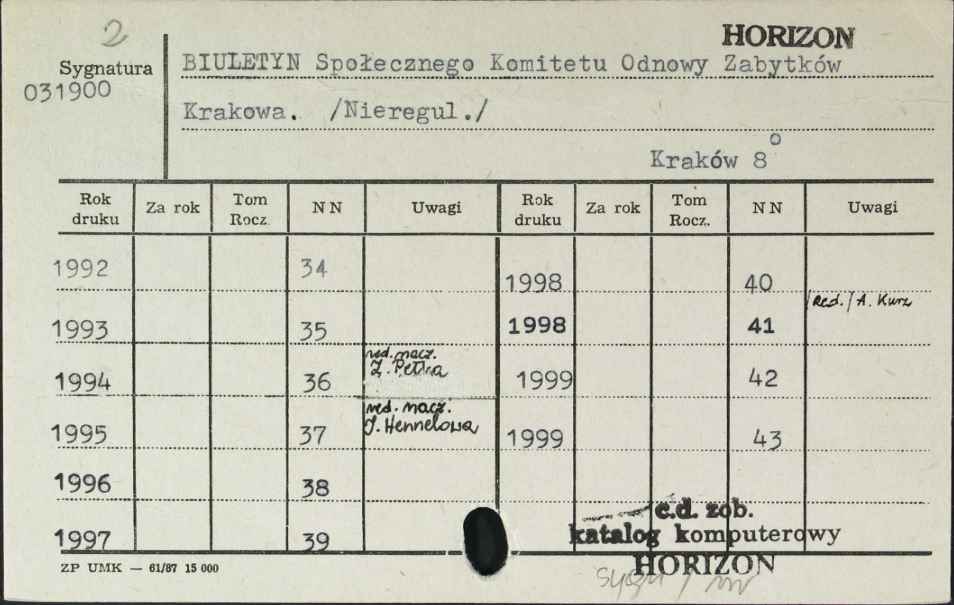 2
HORIZON
Sygnatura
031900
BIULETYN Społecznego Komitetu Odnowy Zabytków
Krakowa. /Nieregul./
Kraków 8°
Rok druku Za rok Tom Rocz. N N Uwagi Rok druku Za rok Tom Rocz. N N Uwagi
1992 34 1998 40
1993 35 1998 41 /Red./ A. Kurz
1994 36 red. nacz. Z. Petka 1999 42
1995 37 red. nacz. J. Hennelowa 1999 43
1996 38
1997 39
c.d. zob.
katalog komputerowy
HORIZON
ZP UMK — 61/87 15 000